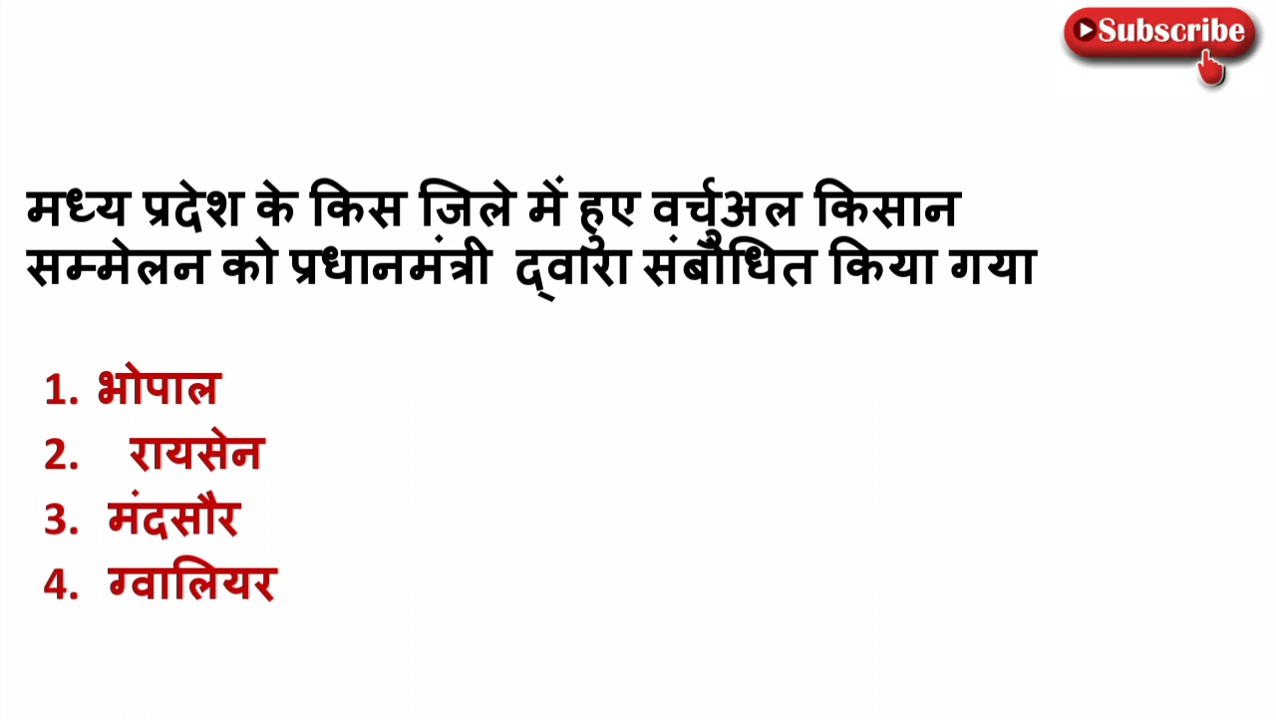 Subscribe
मध्य प्रदेश के किस जिले में हुए वर्चुअल किसान
सम्मेलन को प्रधानमंत्री द्वारा संबोधित किया गया
1. भोपाल
2. रायसेन
3. मंदसौर
4. ग्वालियर